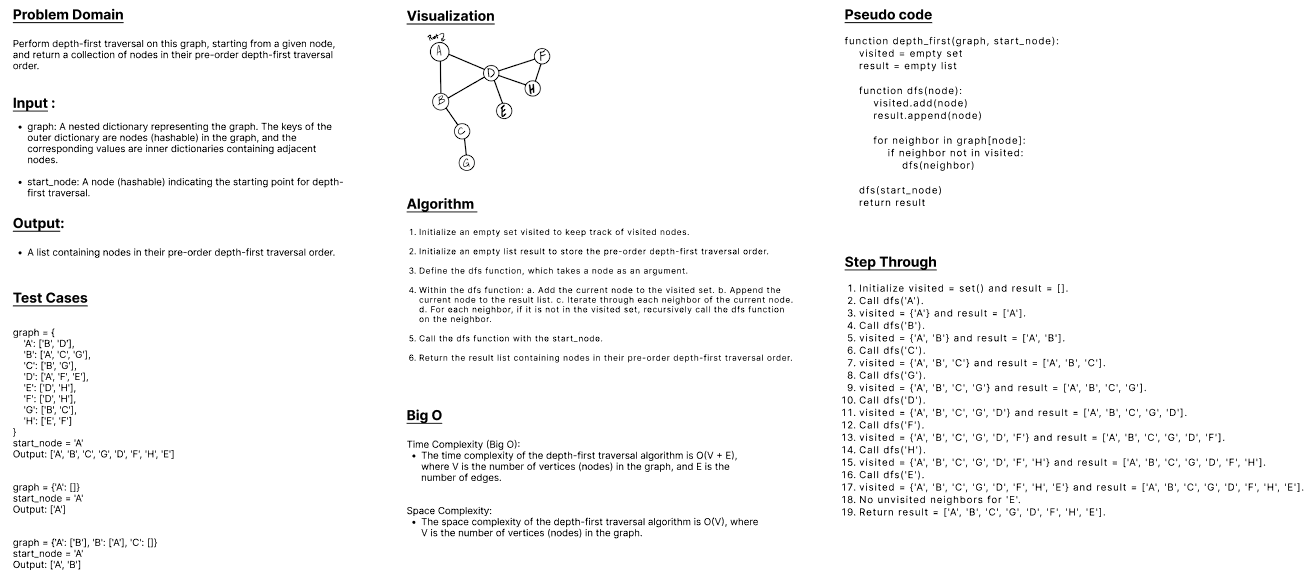 Problem Domain
Perform depth-first traversal on this graph, starting from a given node,
and return a collection of nodes in their pre-order depth-first traversal
order.
Input :
• graph: A nested dictionary representing the graph. The keys of the
outer dictionary are nodes (hashable) in the graph, and the
corresponding values are inner dictionaries containing adjacent
nodes.
• start_node: A node (hashable) indicating the starting point for depth-
first traversal.
Output:
• A list containing nodes in their pre-order depth-first traversal order.
Test Cases
graph = {
'A': ['B', 'D'],
'B': ['A', 'C', 'G'],
'C': ['B', 'G'],
'D': ['A', 'F', 'E'],
'E': ['D', 'H'],
'F': ['D', 'H'],
'G': ['B', 'C'],
'H': ['E', 'F']
}
start_node = 'A'
Output: ['A', 'B', 'C', 'G', 'D', 'F', 'H', 'E']
graph = {'A': []}
start_node = 'A'
Output: ['A']
graph = {'A': ['B'], 'B': ['A'], 'C': []}
start_node = 'A'
Output: ['A', 'B']
Visualization
A
F
D
H
B
E
C
G
Algorithm
1. Initialize an empty set visited to keep track of visited nodes.
2. Initialize an empty list result to store the pre-order depth-first traversal order.
3. Define the dfs function, which takes a node as an argument.
4. Within the dfs function: a. Add the current node to the visited set. b. Append the
current node to the result list. c. Iterate through each neighbor of the current node.
d. For each neighbor, if it is not in the visited set, recursively call the dfs function
on the neighbor.
5. Call the dfs function with the start_node.
6. Return the result list containing nodes in their pre-order depth-first traversal order.
Big O
Time Complexity (Big O):
• The time complexity of the depth-first traversal algorithm is O(V + E),
where V is the number of vertices (nodes) in the graph, and E is the
number of edges.
Space Complexity:
• The space complexity of the depth-first traversal algorithm is O(V), where
V is the number of vertices (nodes) in the graph.
Pseudo code
function depth_first(graph, start_node):
visited = empty set
result = empty list
function dfs(node):
visited.add(node)
result.append(node)
for neighbor in graph[node]:
if neighbor not in visited:
dfs(neighbor)
dfs(start_node)
return result
Step Through
1. Initialize visited = set() and result = [].
2. Call dfs('A').
3. visited = {'A'} and result = ['A'].
4. Call dfs('B').
5. visited = {'A', 'B'} and result = ['A', 'B'].
6. Call dfs('C').
7. visited = {'A', 'B', 'C'} and result = ['A', 'B', 'C'].
8. Call dfs('G').
9. visited = {'A', 'B', 'C', 'G'} and result = ['A', 'B', 'C', 'G'].
10. Call dfs('D').
11. visited = {'A', 'B', 'C', 'G', 'D'} and result = ['A', 'B', 'C', 'G', 'D'].
12. Call dfs('F').
13. visited = {'A', 'B', 'C', 'G', 'D', 'F'} and result = ['A', 'B', 'C', 'G', 'D', 'F'].
14. Call dfs('H').
15. visited = {'A', 'B', 'C', 'G', 'D', 'F', 'H'} and result = ['A', 'B', 'C', 'G', 'D', 'F', 'H'].
16. Call dfs('E').
17. visited = {'A', 'B', 'C', 'G', 'D', 'F', 'H', 'E'} and result = ['A', 'B', 'C', 'G', 'D', 'F', 'H', 'E'].
18. No unvisited neighbors for 'E'.
19. Return result = ['A', 'B', 'C', 'G', 'D', 'F', 'H', 'E'].